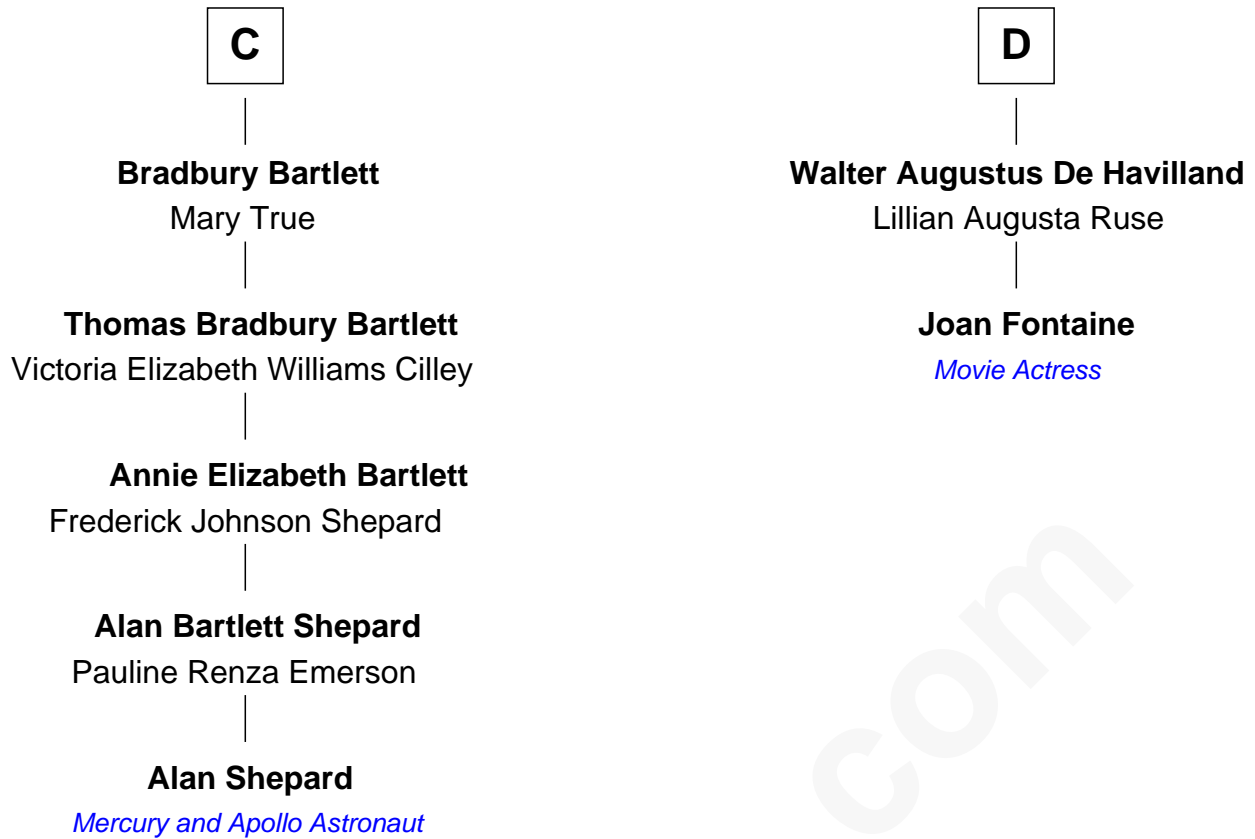 C
Bradbury Bartlett
Mary True
Thomas Bradbury Bartlett
Victoria Elizabeth Williams Cilley
Annie Elizabeth Bartlett
Frederick Johnson Shepard
Alan Bartlett Shepard
Pauline Renza Emerson
Alan Shepard
Mercury and Apollo Astronaut
D
Walter Augustus De Havilland
Lillian Augusta Ruse
Joan Fontaine
Movie Actress
com